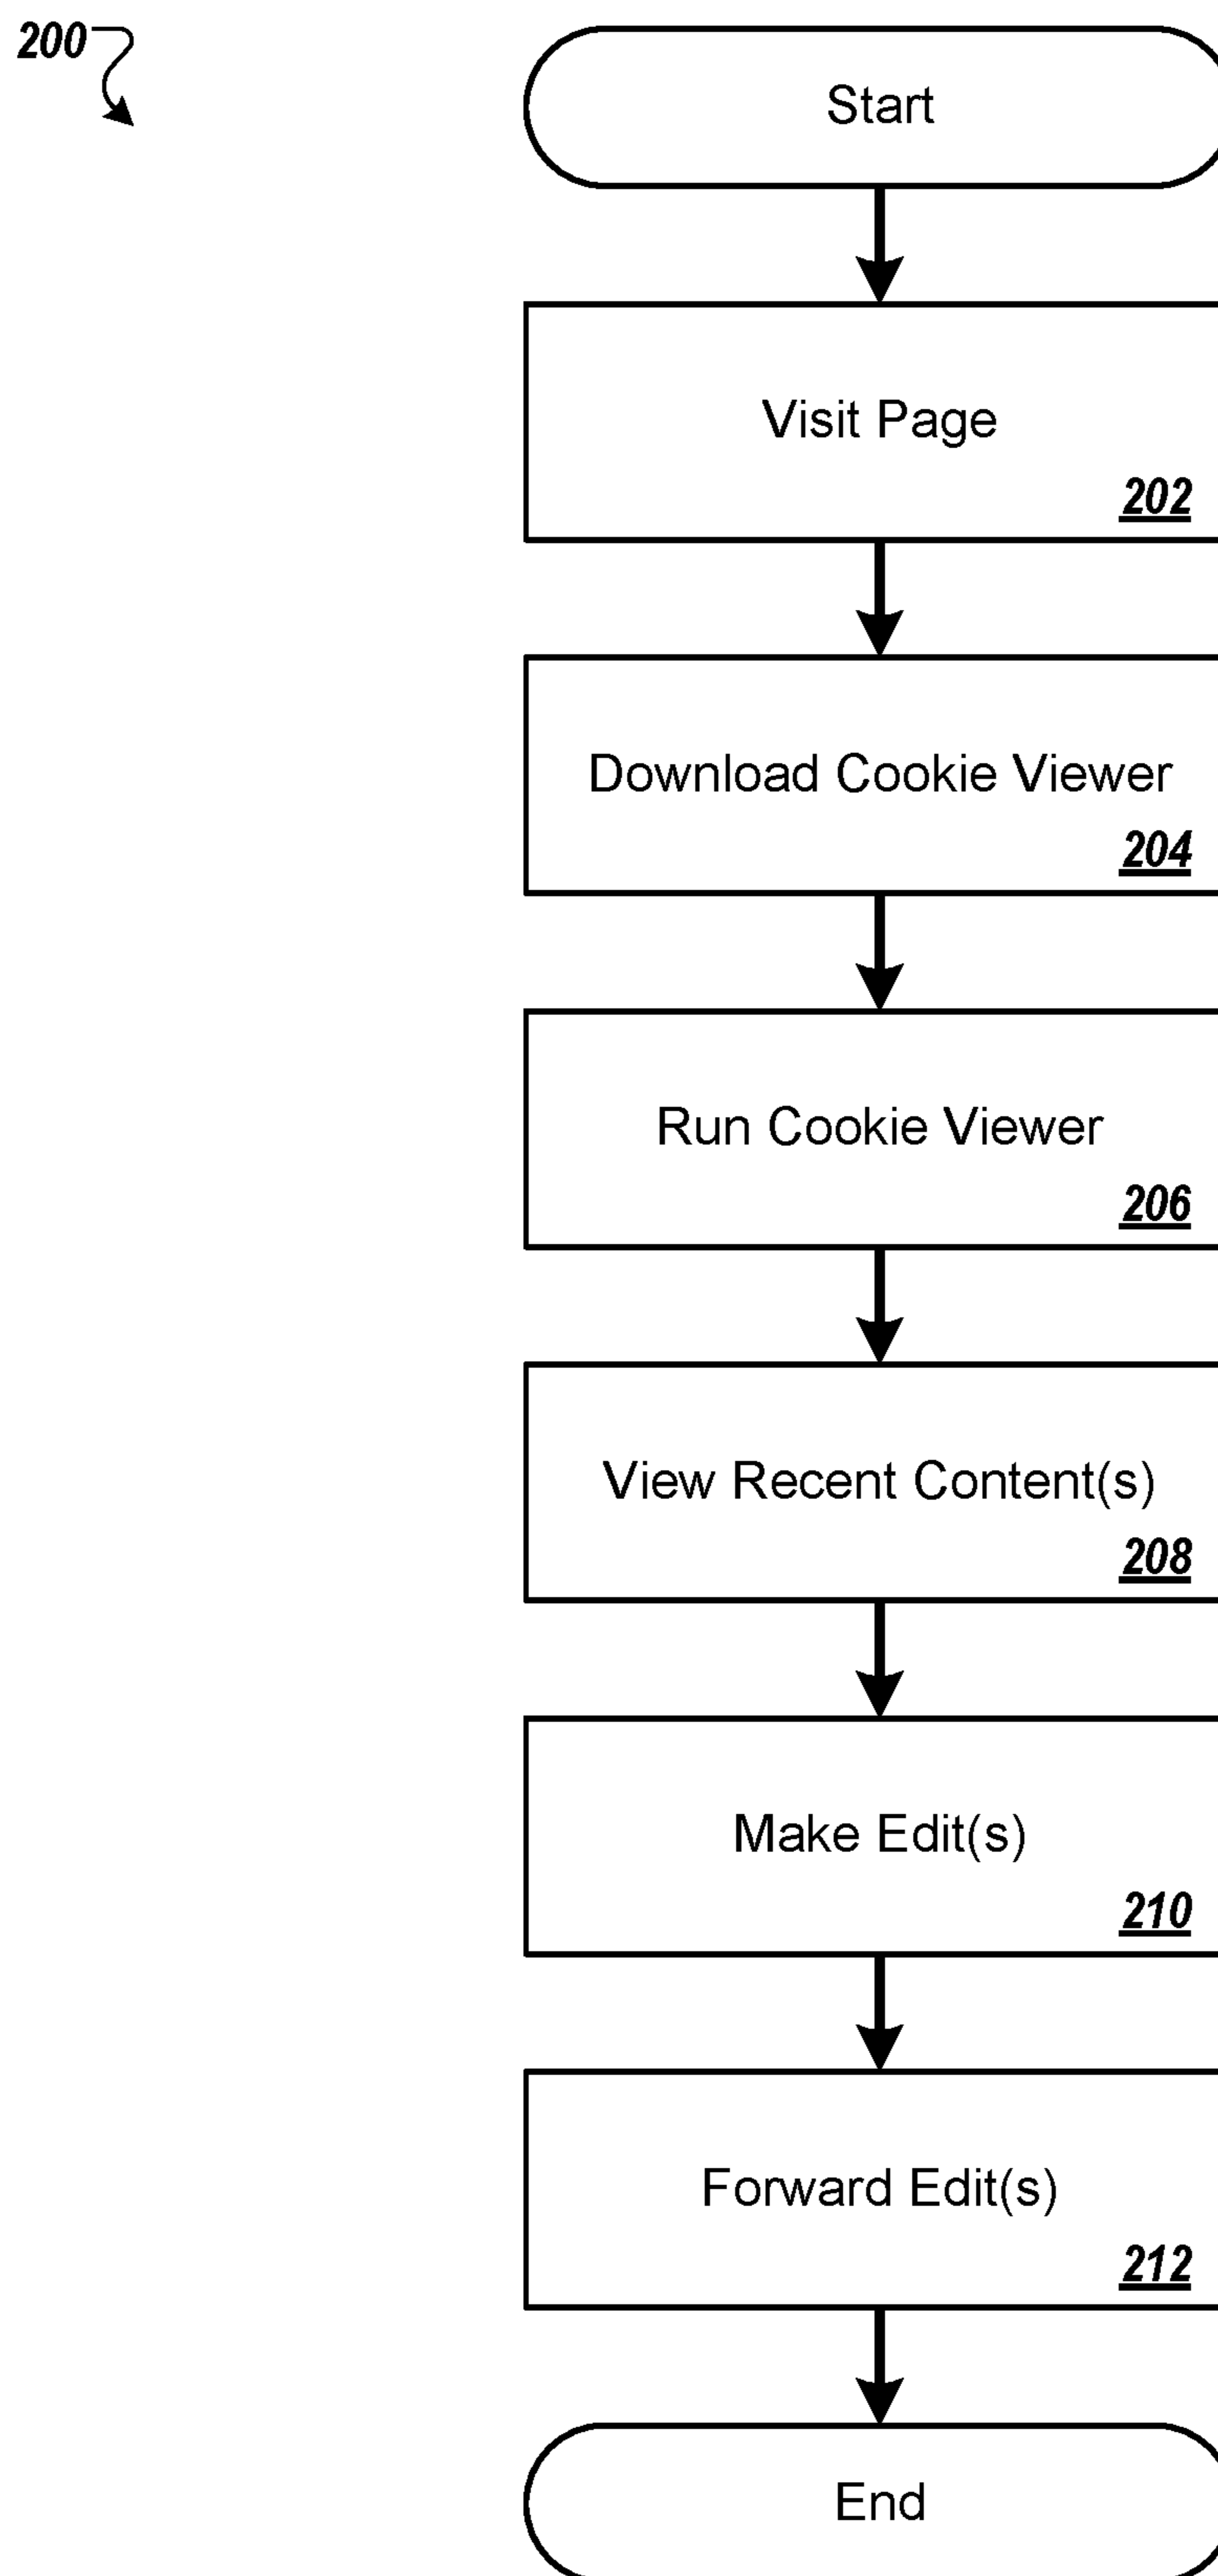 200
Start
Visit Page
202
Download Cookie Viewer
204
Run Cookie Viewer
206
View Recent Content(s)
208
Make Edit(s)
210
Forward Edit(s)
212
End